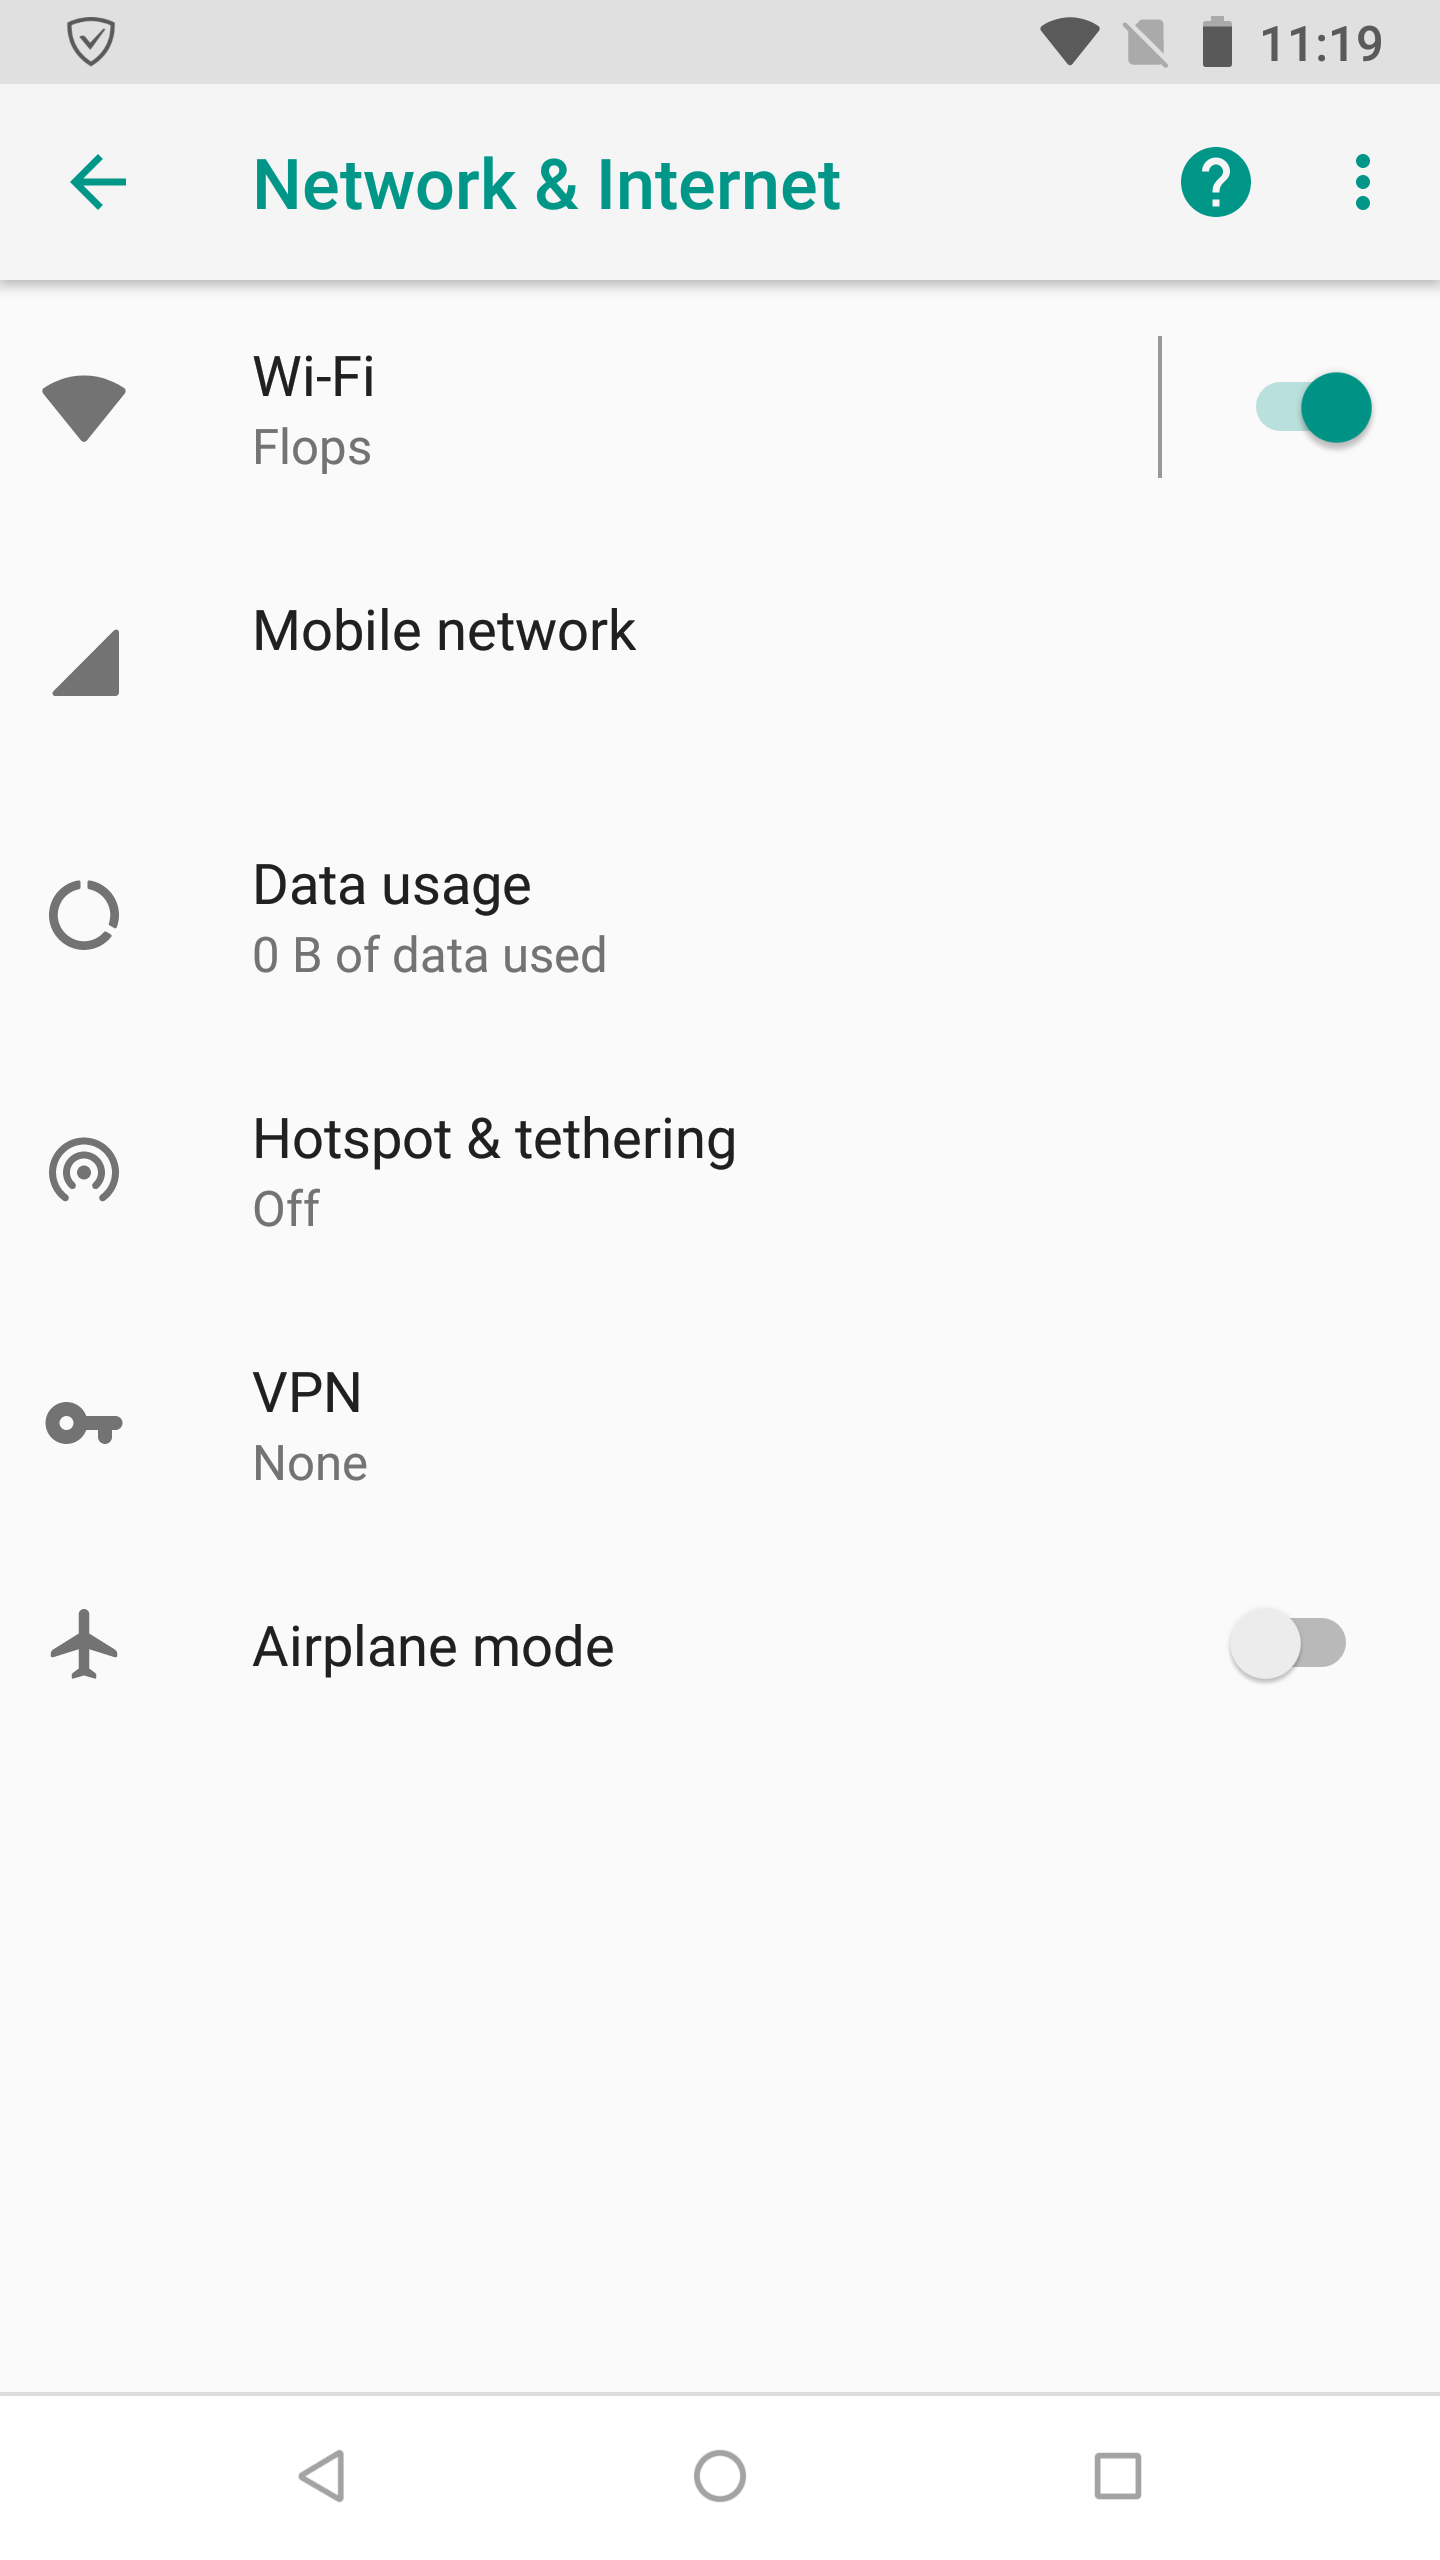 11:19
Network & Internet
Wi-Fi
Flops
Mobile network
Data usage
0 B of data used
Hotspot & tethering
Off
VPN
None
Airplane mode